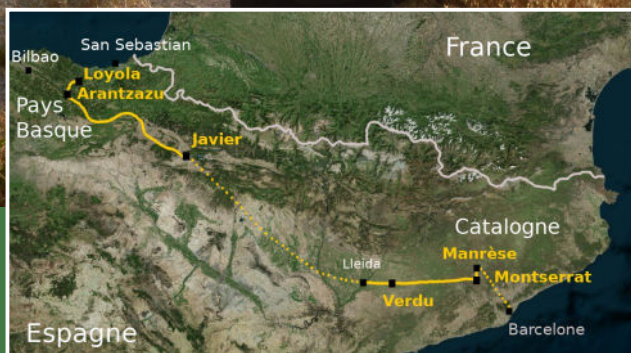 San Sebastian
France
Bilbao
Loyola
Arantzazu
Pays
Basque
Javier
Catalogne
Lleida
Manrèse
Montserrat
Verdu
Barcelone
Espagne